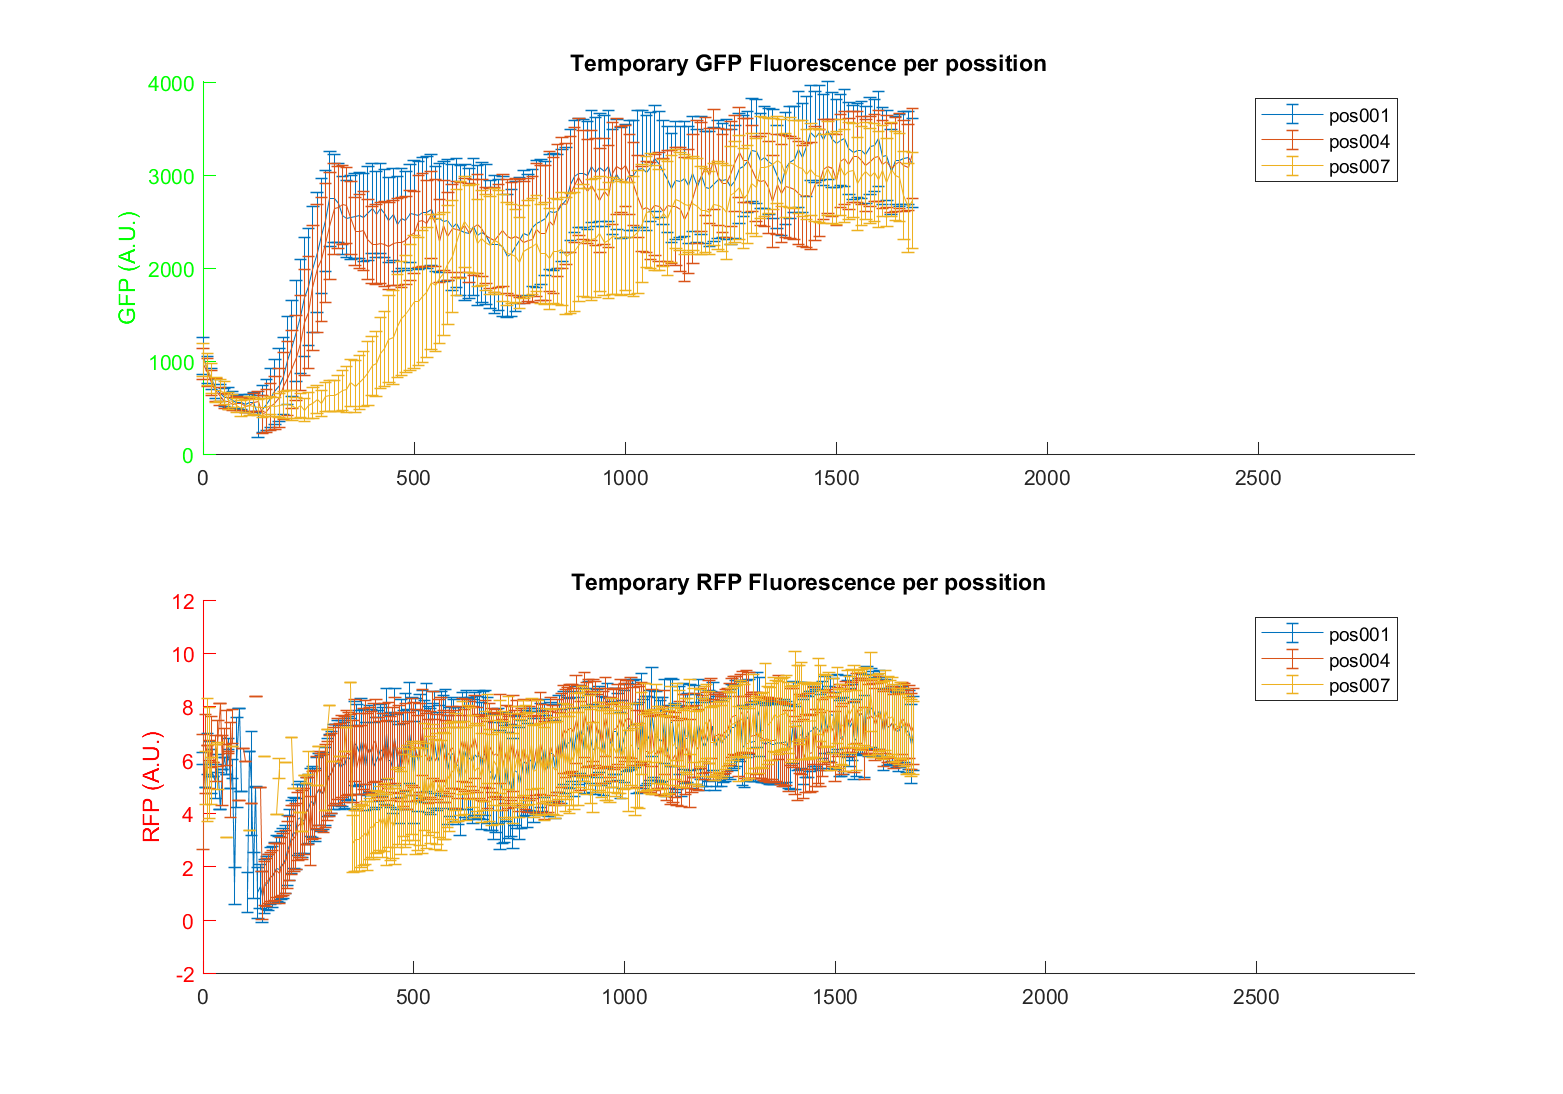 Temporary GFP Fluorescence per possition
4000
3000
2000
1000
0
GFP (A.U.)
0 500 1000 1500 2000 2500
pos001
pos004
pos007
Temporary RFP Fluorescence per possition
12
10
8
6
4
2
0
-2
RFP (A.U.)
0 500 1000 1500 2000 2500
pos001
pos004
pos007